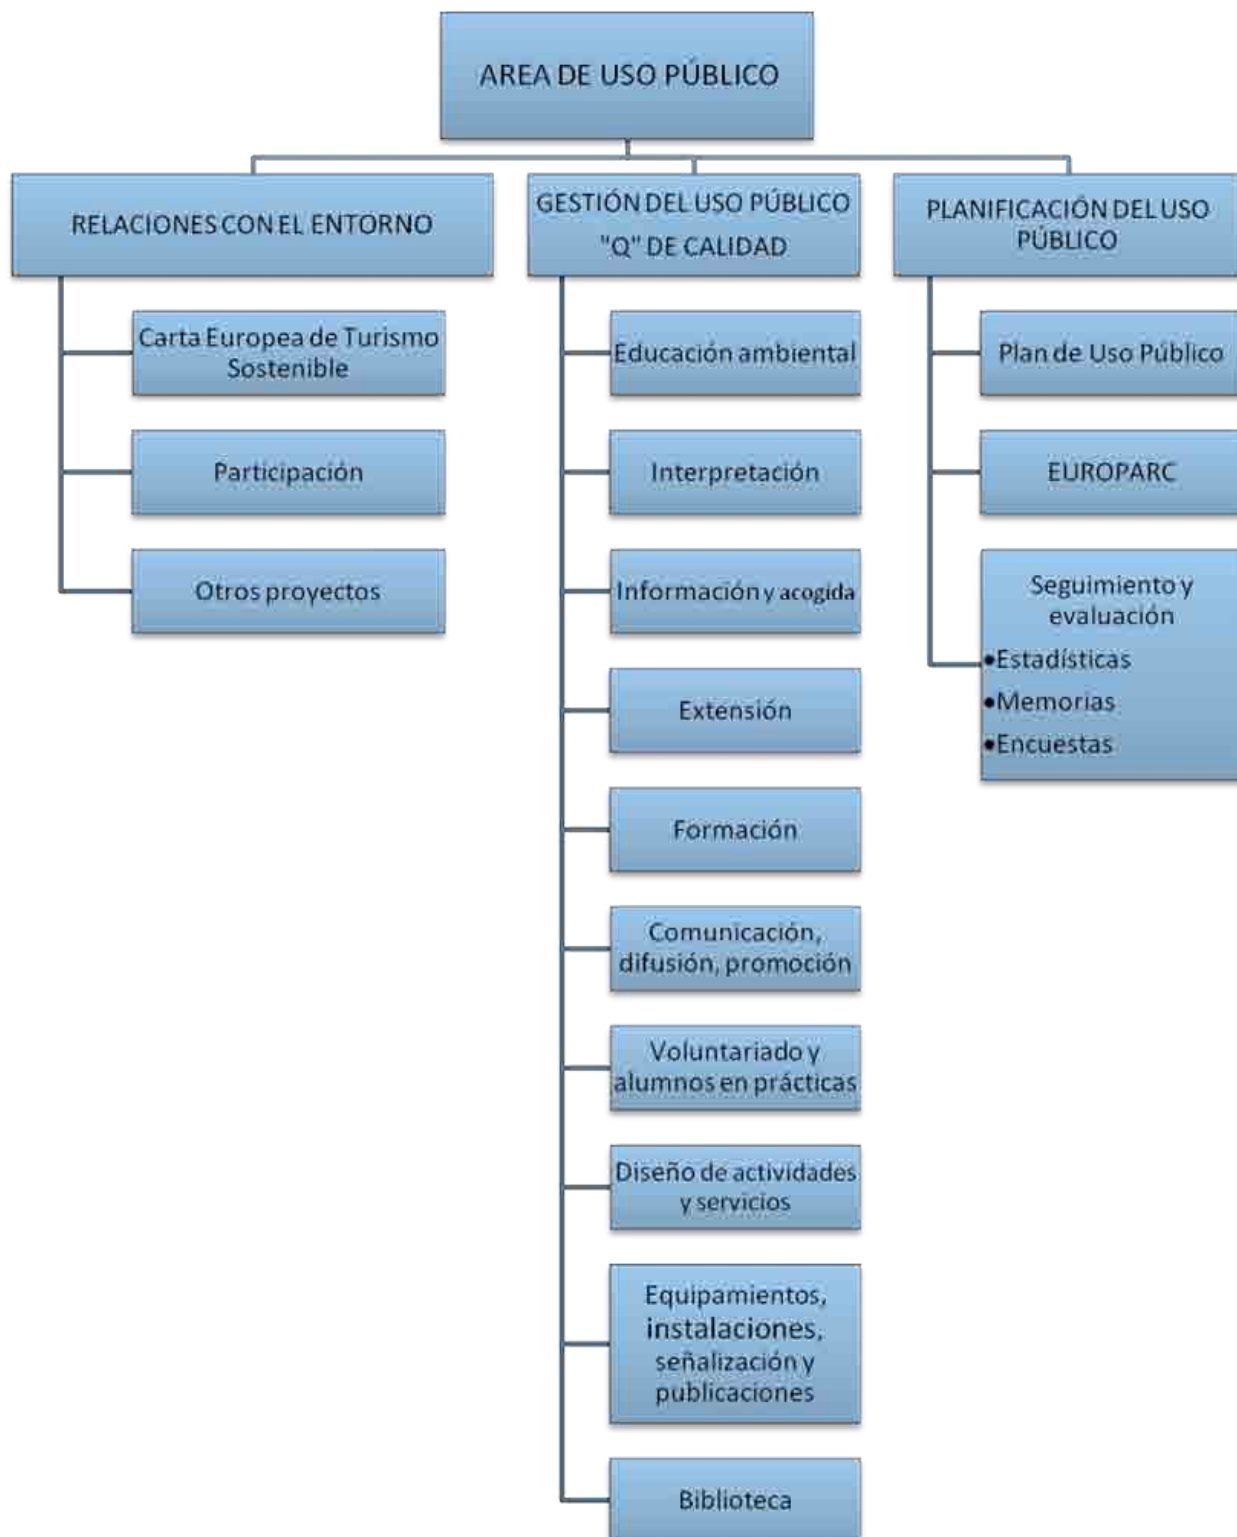 AREA DE USO PÚBLICO
RELACIONES CON EL ENTORNO
Carta Europea de Turismo
Sostenible
Participación
Otros proyectos
GESTIÓN DEL USO PÚBLICO
"Q" DE CALIDAD
Educación ambiental
Interpretación
Información y acogida
Extensión
Formación
Comunicación,
difusión, promoción
Voluntariado y
alumnos en prácticas
Diseño de actividades
y servicios
Equipamientos,
instalaciones,
señalización y
publicaciones
Biblioteca
PLANIFICACIÓN DEL USO
PÚBLICO
Plan de Uso Público
EUROPARC
Seguimiento y
evaluación
•Estadísticas
•Memorias
•Encuestas